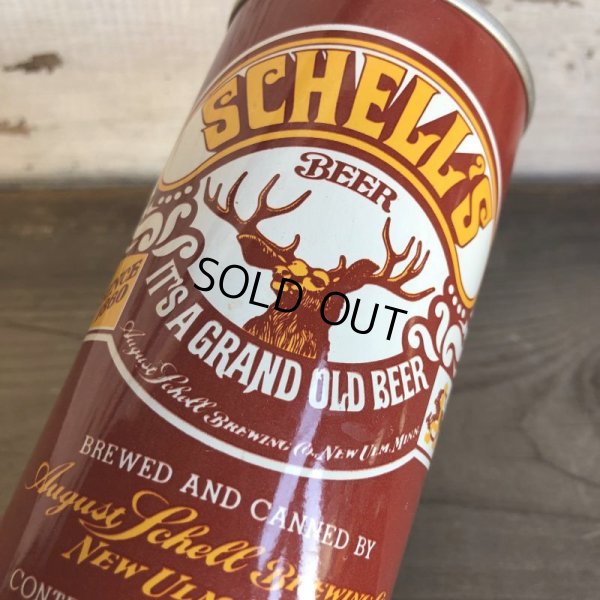 SCHELL'S
BEER
SOLD OUT
IT'S A GRAND OLD BEER
August Schell BREWING Co. NEW ULM, MINN.
BREWED AND CANNED BY
August Schell
NEW ULM